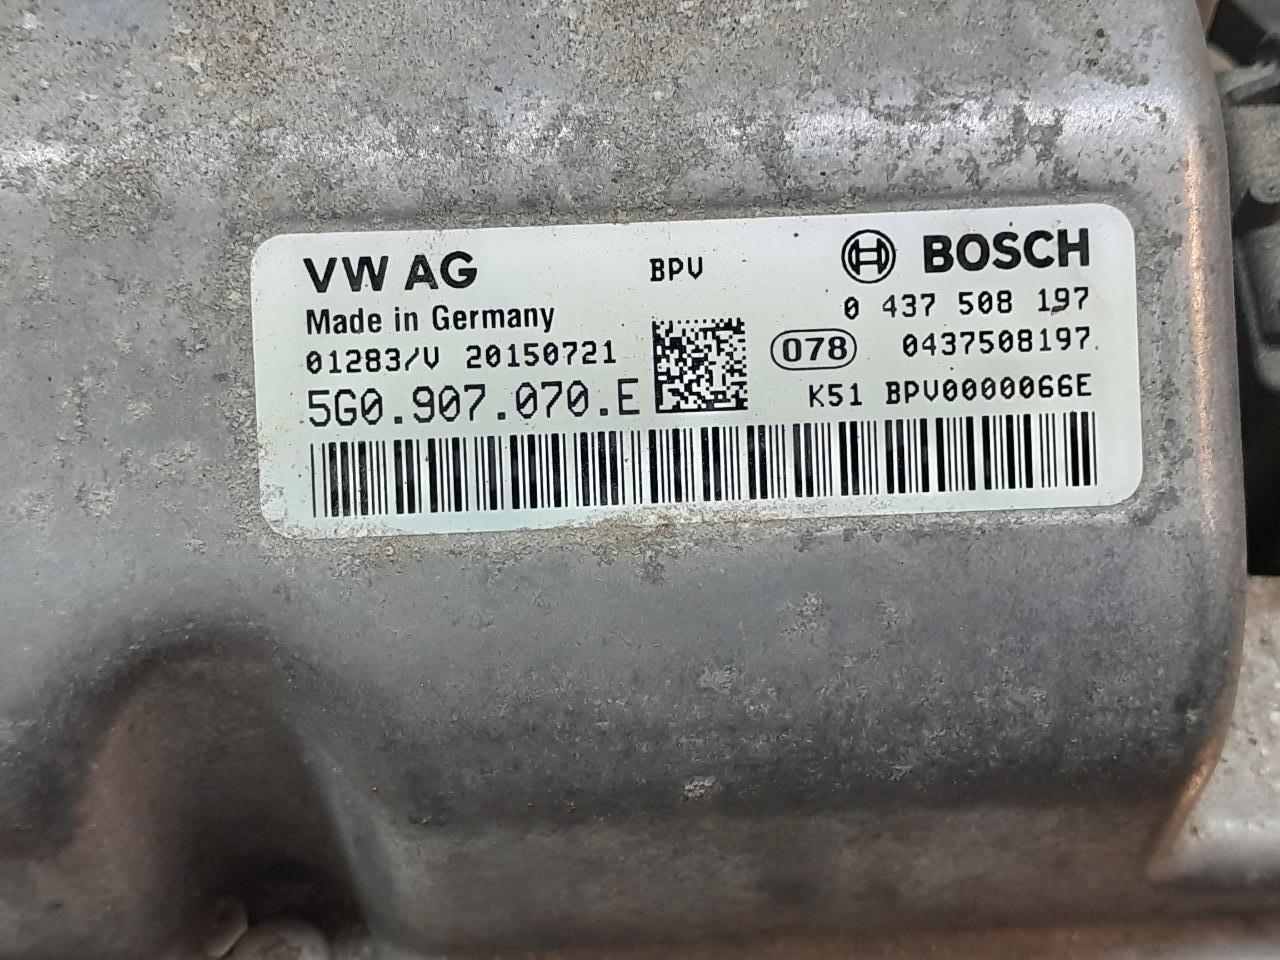 VW AG
Made in Germany
01283/V 20150721
5G0.907.070.E
BPV
BOSCH
0 437 508 197
078 0437508197
K51 BPV0000066E